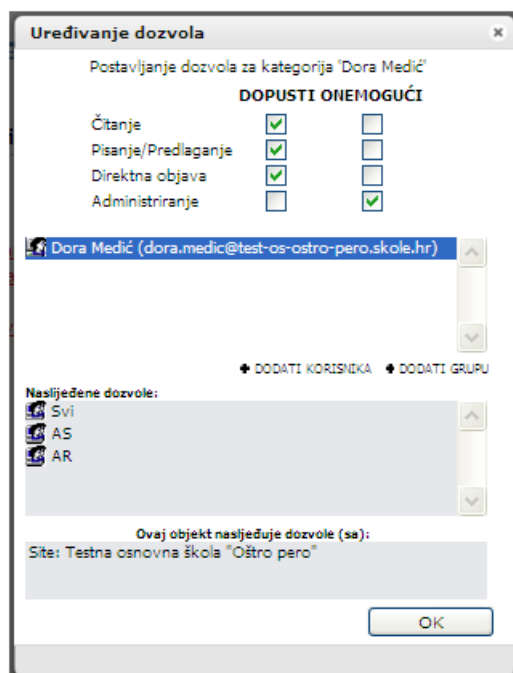 Uređivanje dozvola
Postavljanje dozvola za kategorija 'Dora Medić'
DOPUSTI ONEMOGUĆI
Čitanje
Pisanje/Predlaganje
Direktna objava
Administriranje
Dora Medić (dora.medic@test-os-ostro-pero.skole.hr)
DODATI KORISNIKA DODATI GRUPU
Naslijeđene dozvole:
Svi
AS
AR
Ovaj objekt nasljeđuje dozvole (sa):
Site: Testna osnovna škola "Oštro pero"
OK